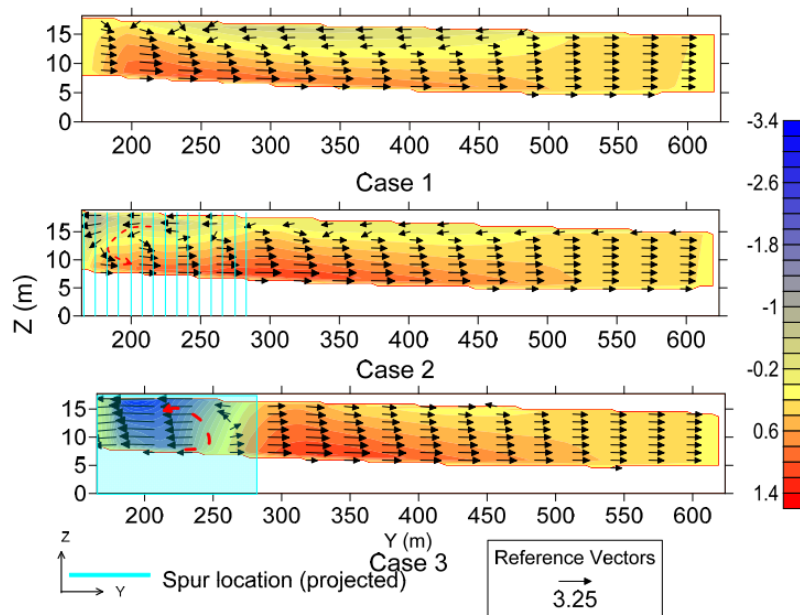 15
10
5
0
200 250 300 350 400 450 500 550 600
Case 1
15
10
5
0
200 250 300 350 400 450 500 550 600
Case 2
15
10
5
0
200 250 300 350 400 450 500 550 600
Y (m)
Case 3
Z (m)
-3.4
-2.6
-1.8
-1
-0.2
0.6
1.4
Z
Y
Spur location (projected)
Reference Vectors
3.25